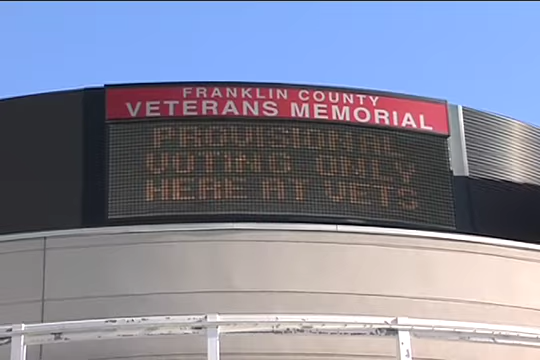 FRANKLIN COUNTY
VETERANS MEMORIAL
PROVISIONAL
VOTING ONLY
HERE AT VETS